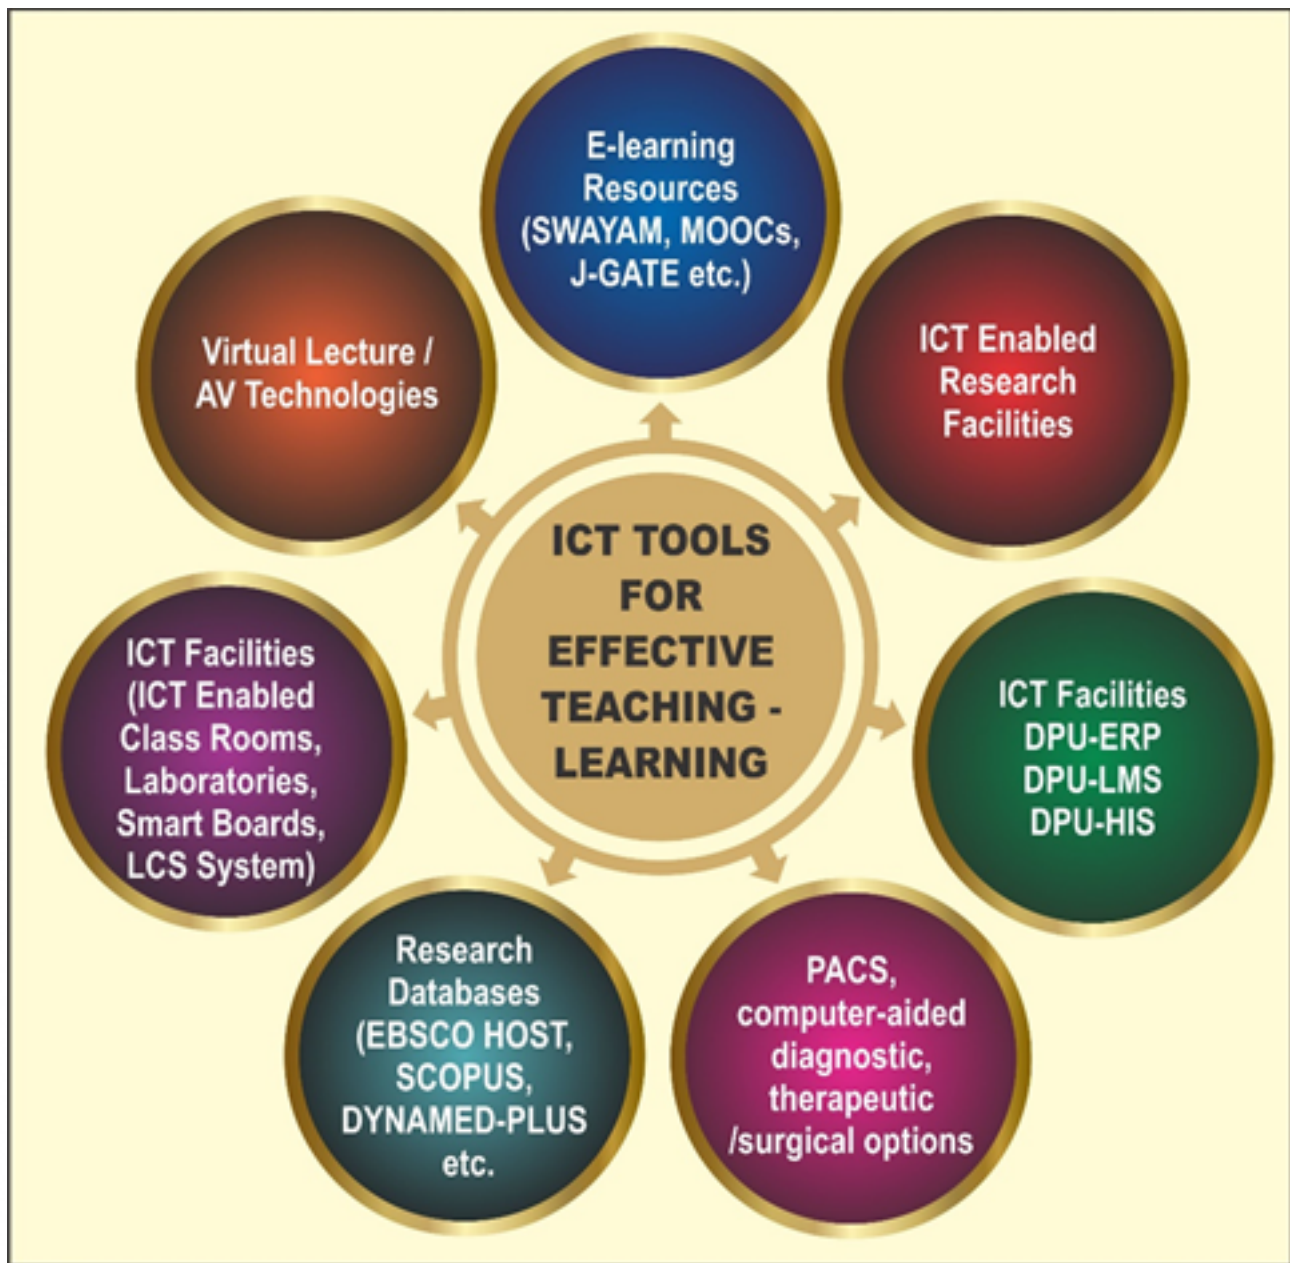 E-learning
Resources
(SWAYAM, MOOCs,
J-GATE etc.)
Virtual Lecture /
AV Technologies
ICT Enabled
Research
Facilities
ICT TOOLS
FOR
EFFECTIVE
TEACHING -
LEARNING
ICT Facilities
(ICT Enabled
Class Rooms,
Laboratories,
Smart Boards,
LCS System)
ICT Facilities
DPU-ERP
DPU-LMS
DPU-HIS
Research
Databases
(EBSCO HOST,
SCOPUS,
DYNAMED-PLUS
etc.
PACS,
computer-aided
diagnostic,
therapeutic
/surgical options